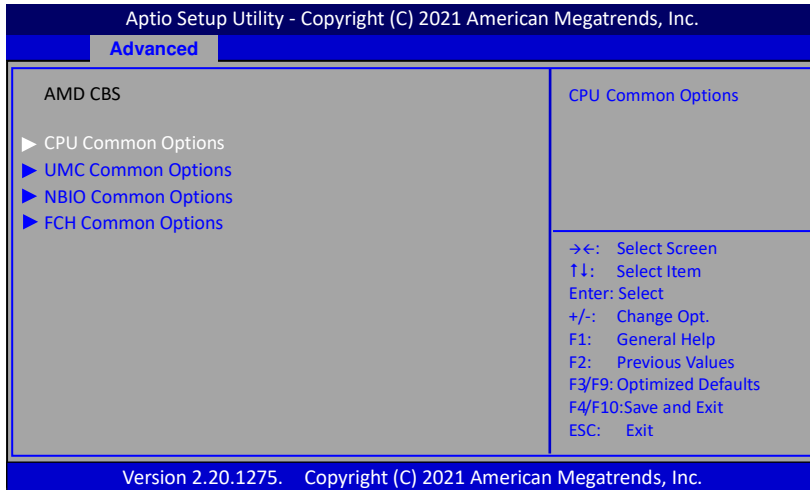 Aptio Setup Utility - Copyright (C) 2021 American Megatrends, Inc.
Advanced
AMD CBS
▶ CPU Common Options
▶ UMC Common Options
▶ NBIO Common Options
▶ FCH Common Options
CPU Common Options
→←: Select Screen
↑↓: Select Item
Enter: Select
+/-: Change Opt.
F1: General Help
F2: Previous Values
F3/F9: Optimized Defaults
F4/F10:Save and Exit
ESC: Exit
Version 2.20.1275. Copyright (C) 2021 American Megatrends, Inc.